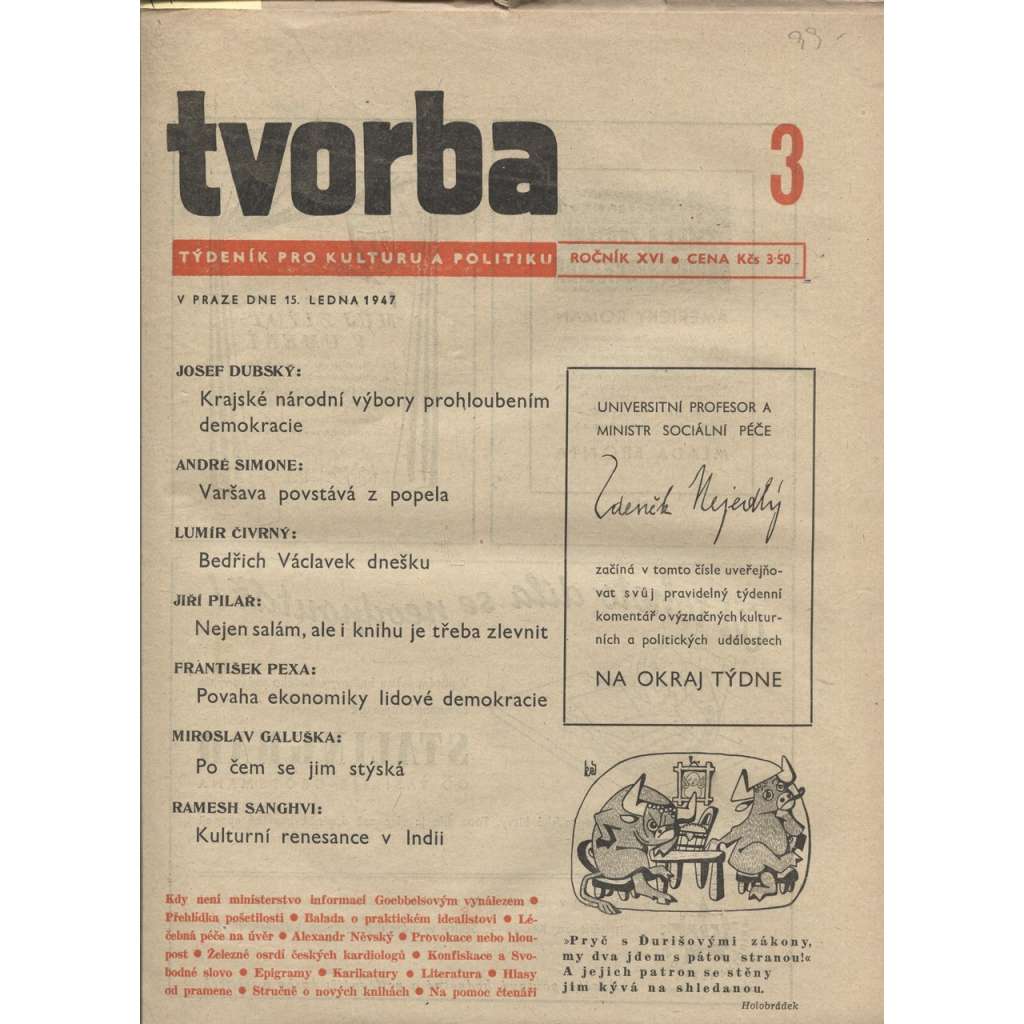 tvorba
3
TÝDENÍK PRO KULTURU A POLITIKU
ROČNÍK XVI ● CENA Kčs 3·50
V PRAZE DNE 15. LEDNA 1947
JOSEF DUBSKÝ:
Krajské národní výbory prohloubením
demokracie
ANDRÉ SIMONE:
Varšava povstává z popela
LUMÍR ČIVRNÝ:
Bedřich Václavek dnešku
JIŘÍ PILAŘ:
Nejen salám, ale i knihu je třeba zlevnit
FRANTIŠEK PEXA:
Povaha ekonomiky lidové demokracie
MIROSLAV GALUŠKA:
Po čem se jim stýská
RAMESH SANGHVI:
Kulturní renesance v Indii
Kdy není ministerstvo informací Goebbelsovým vynálezem ●
Přehlídka pošetilosti ● Balada o praktickém idealistovi ● Lé-
čebná péče na úvěr ● Alexandr Něvský ● Provokace nebo hlou-
post ● Železné osrdí českých kardiologů ● Konfiskace a Svo-
bodné slovo ● Epigramy ● Karikatury ● Literatura ● Hlasy
od pramene ● Stručně o nových knihách ● Na pomoc čtenáři
UNIVERSITNÍ PROFESOR A
MINISTR SOCIÁLNÍ PÉČE
Zdeněk Nejedlý
začíná v tomto čísle uveřejňo-
vat svůj pravidelný týdenní
komentář o význačných kultur-
ních a politických událostech
NA OKRAJ TÝDNE
»Pryč s Ďurišovými zákony,
my dva jdem s pátou stranou!«
A jejich patron se stěny
jim kývá na shledanou.
Holobrádek